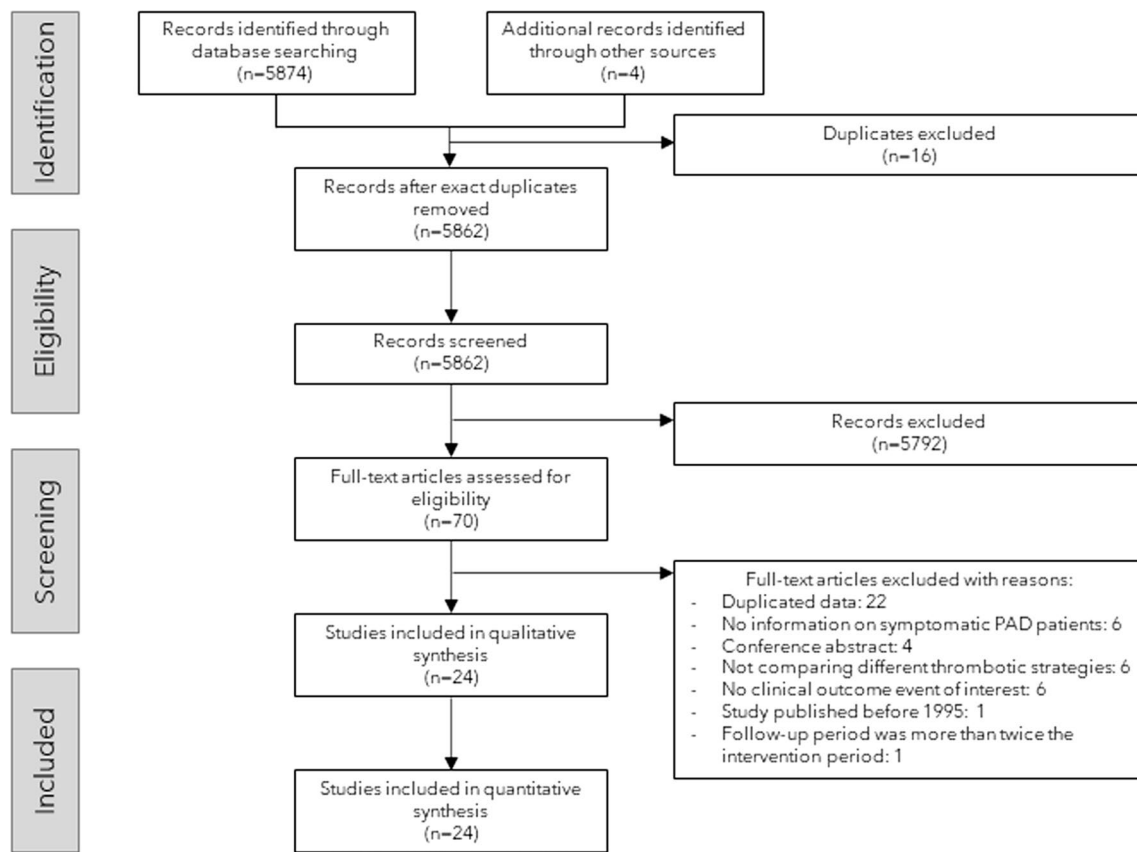 Identification
Records identified through
database searching
(n=5874)
Additional records identified
through other sources
(n=4)
Duplicates excluded
(n=16)
Records after exact duplicates
removed
(n=5862)
Eligibility
Records screened
(n=5862)
Records excluded
(n=5792)
Screening
Full-text articles assessed for
eligibility
(n=70)
Full-text articles excluded with reasons:
- Duplicated data: 22
- No information on symptomatic PAD patients: 6
- Conference abstract: 4
- Not comparing different thrombotic strategies: 6
- No clinical outcome event of interest: 6
- Study published before 1995: 1
- Follow-up period was more than twice the
intervention period: 1
Studies included in qualitative
synthesis
(n=24)
Included
Studies included in quantitative
synthesis
(n=24)